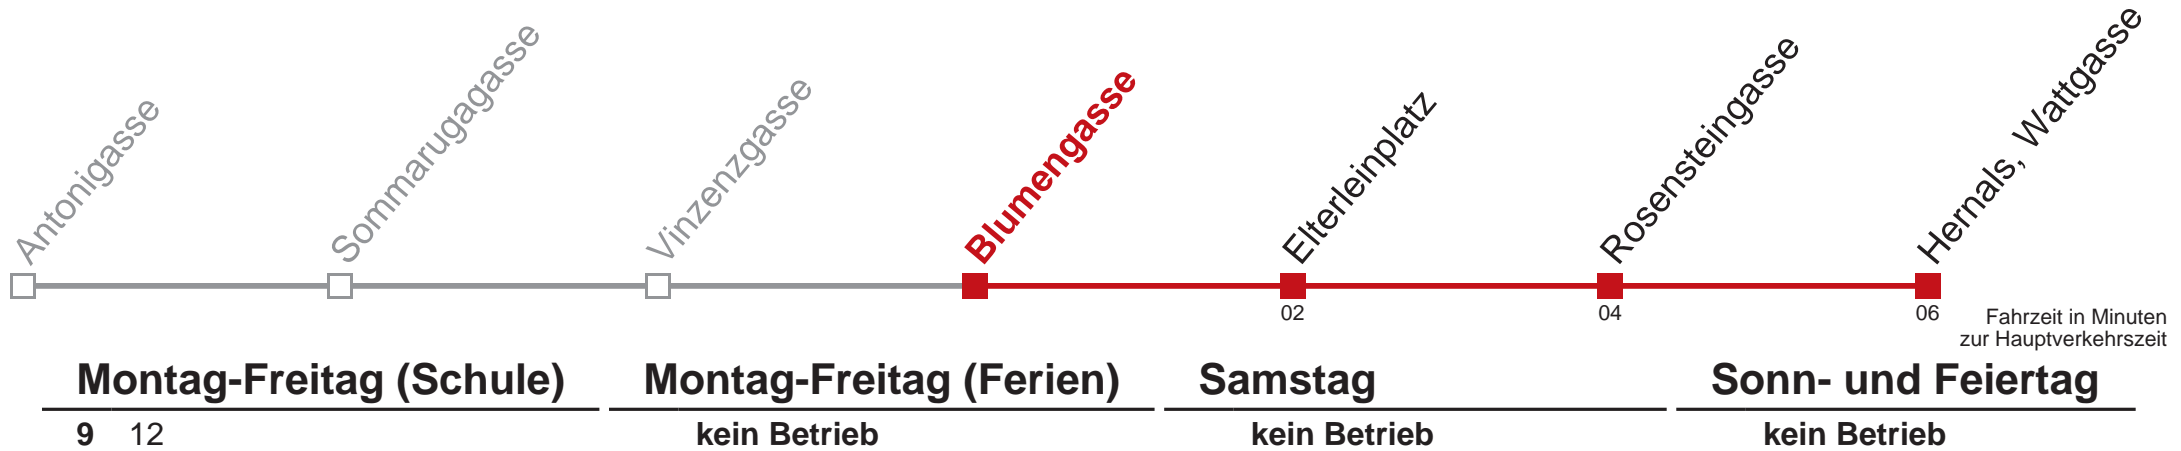 Antonigasse
Sommarugagasse
Vinzenzgasse
Blumengasse
Elterleinplatz
Rosensteingasse
Hernals, Wattgasse
02
04
06
Fahrzeit in Minuten
zur Hauptverkehrszeit
Montag-Freitag (Schule)
Montag-Freitag (Ferien)
Samstag
Sonn- und Feiertag
9 12
kein Betrieb
kein Betrieb
kein Betrieb